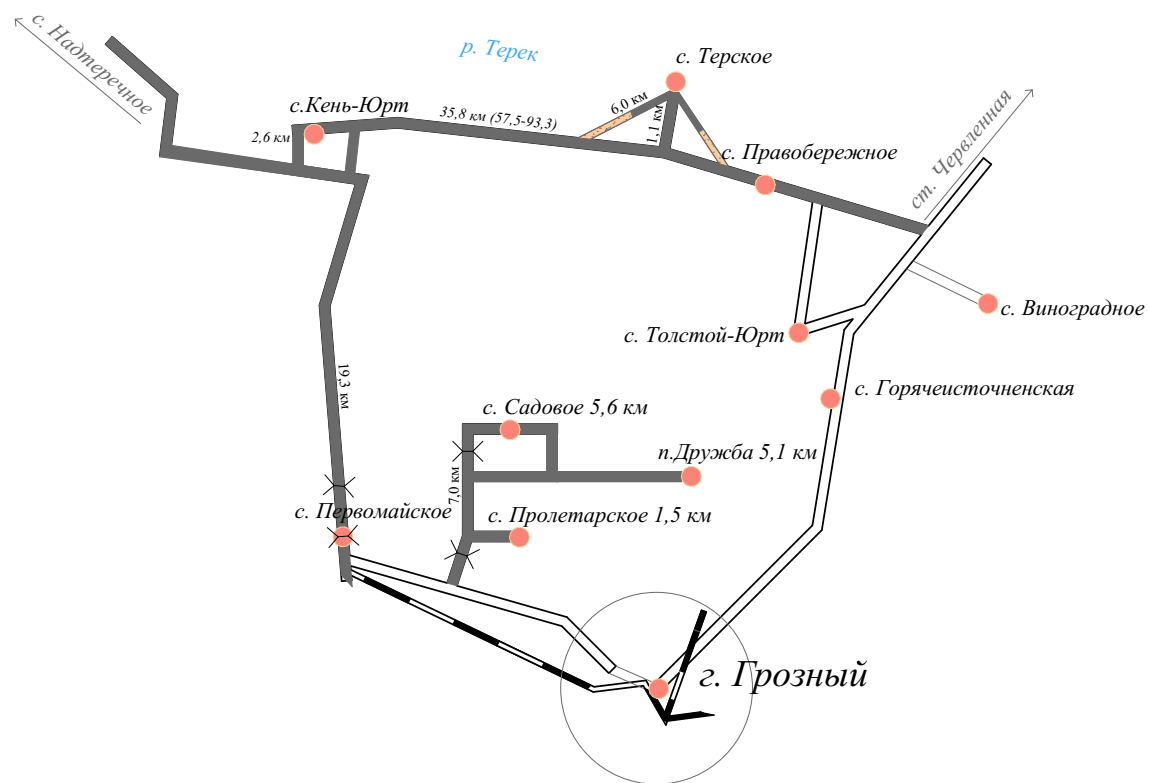 с. Надтеречное
р. Терек
с. Терское
с.Кень-Юрт
6,0 км
35,8 км (57,5-93,3)
1,1 км
2,6 км
с. Правобережное
ст. Червленная
с. Виноградное
с. Толстой-Юрт
19,3 км
с. Горячеисточненская
с. Садовое 5,6 км
п.Дружба 5,1 км
7,0 км
с. Первомайское
с. Пролетарское 1,5 км
г. Грозный